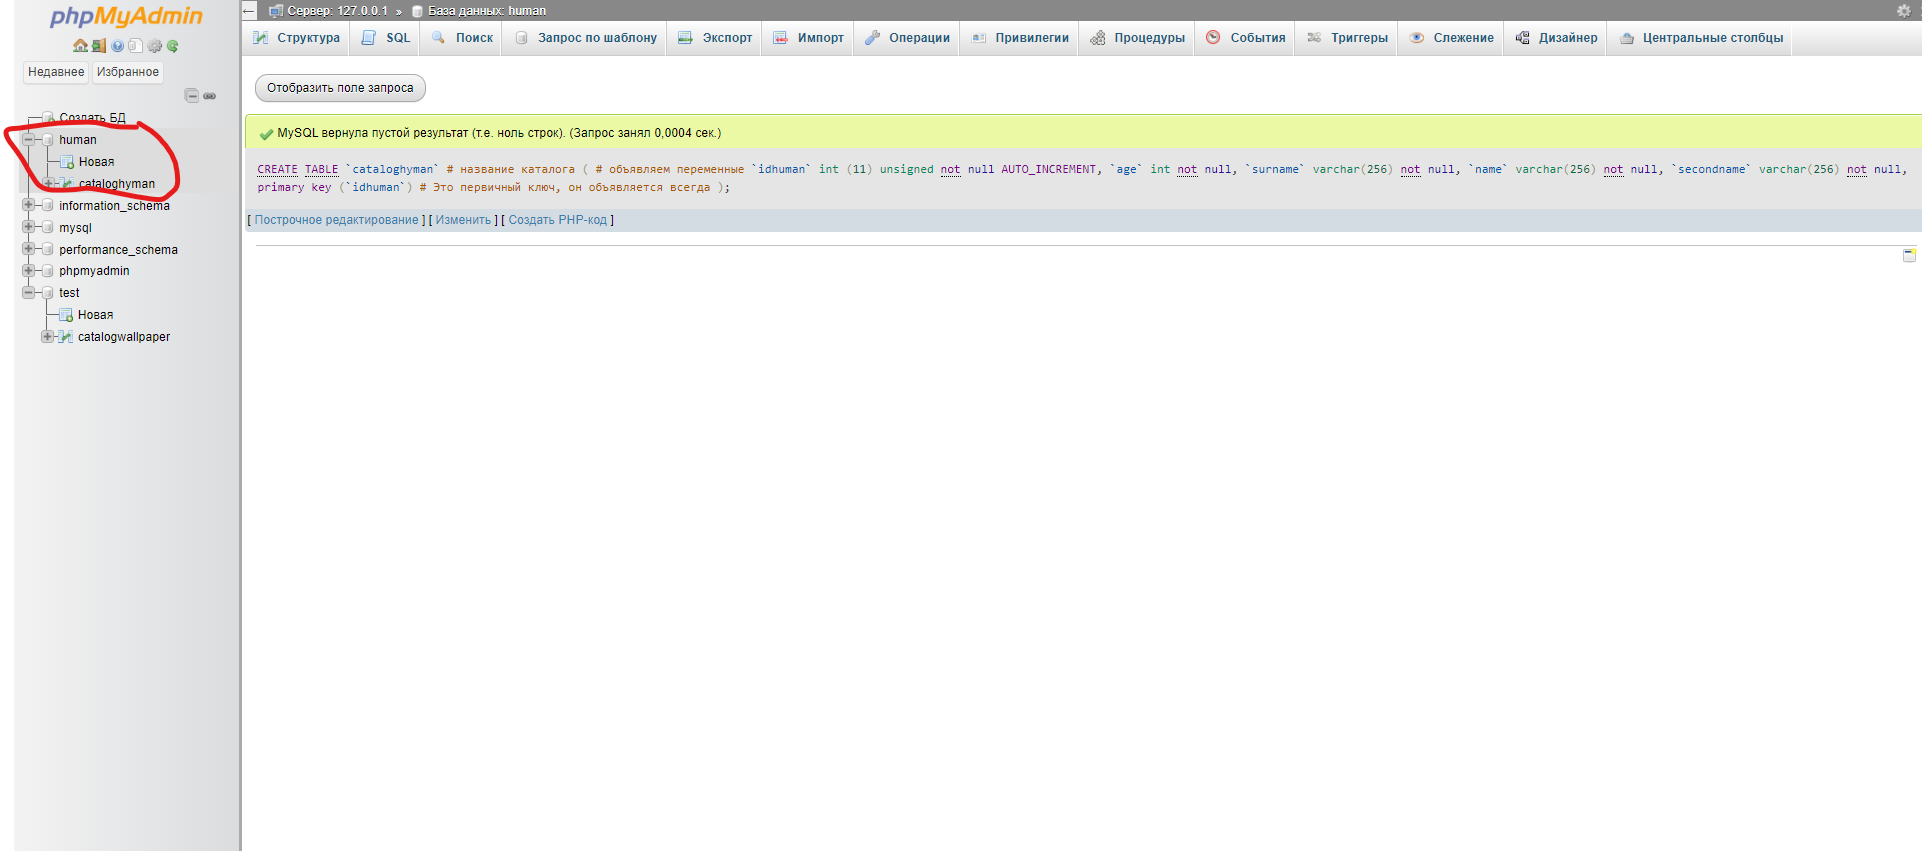 phpMyAdmin
Недавнее Избранное
Создать БД
human
Новая
cataloghyman
information_schema
mysql
performance_schema
phpmyadmin
test
Новая
catalogwallpaper
← Сервер: 127.0.0.1 » База данных: human
Структура SQL Поиск Запрос по шаблону Экспорт Импорт Операции Привилегии Процедуры События Триггеры Слежение Дизайнер Центральные столбцы
Отобразить поле запроса
MySQL вернула пустой результат (т.е. ноль строк). (Запрос занял 0,0004 сек.)
CREATE TABLE `cataloghyman` # название каталога ( # объявляем переменные `idhuman` int (11) unsigned not null AUTO_INCREMENT, `age` int not null, `surname` varchar(256) not null, `name` varchar(256) not null, `secondname` varchar(256) not null,
primary key (`idhuman`) # Это первичный ключ, он объявляется всегда );
[ Построчное редактирование ] [ Изменить ] [ Создать PHP-код ]